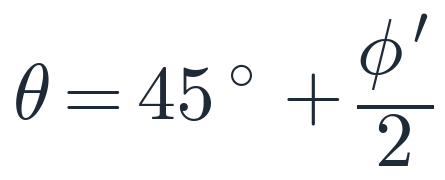 θ = 45° + ϕ′/2